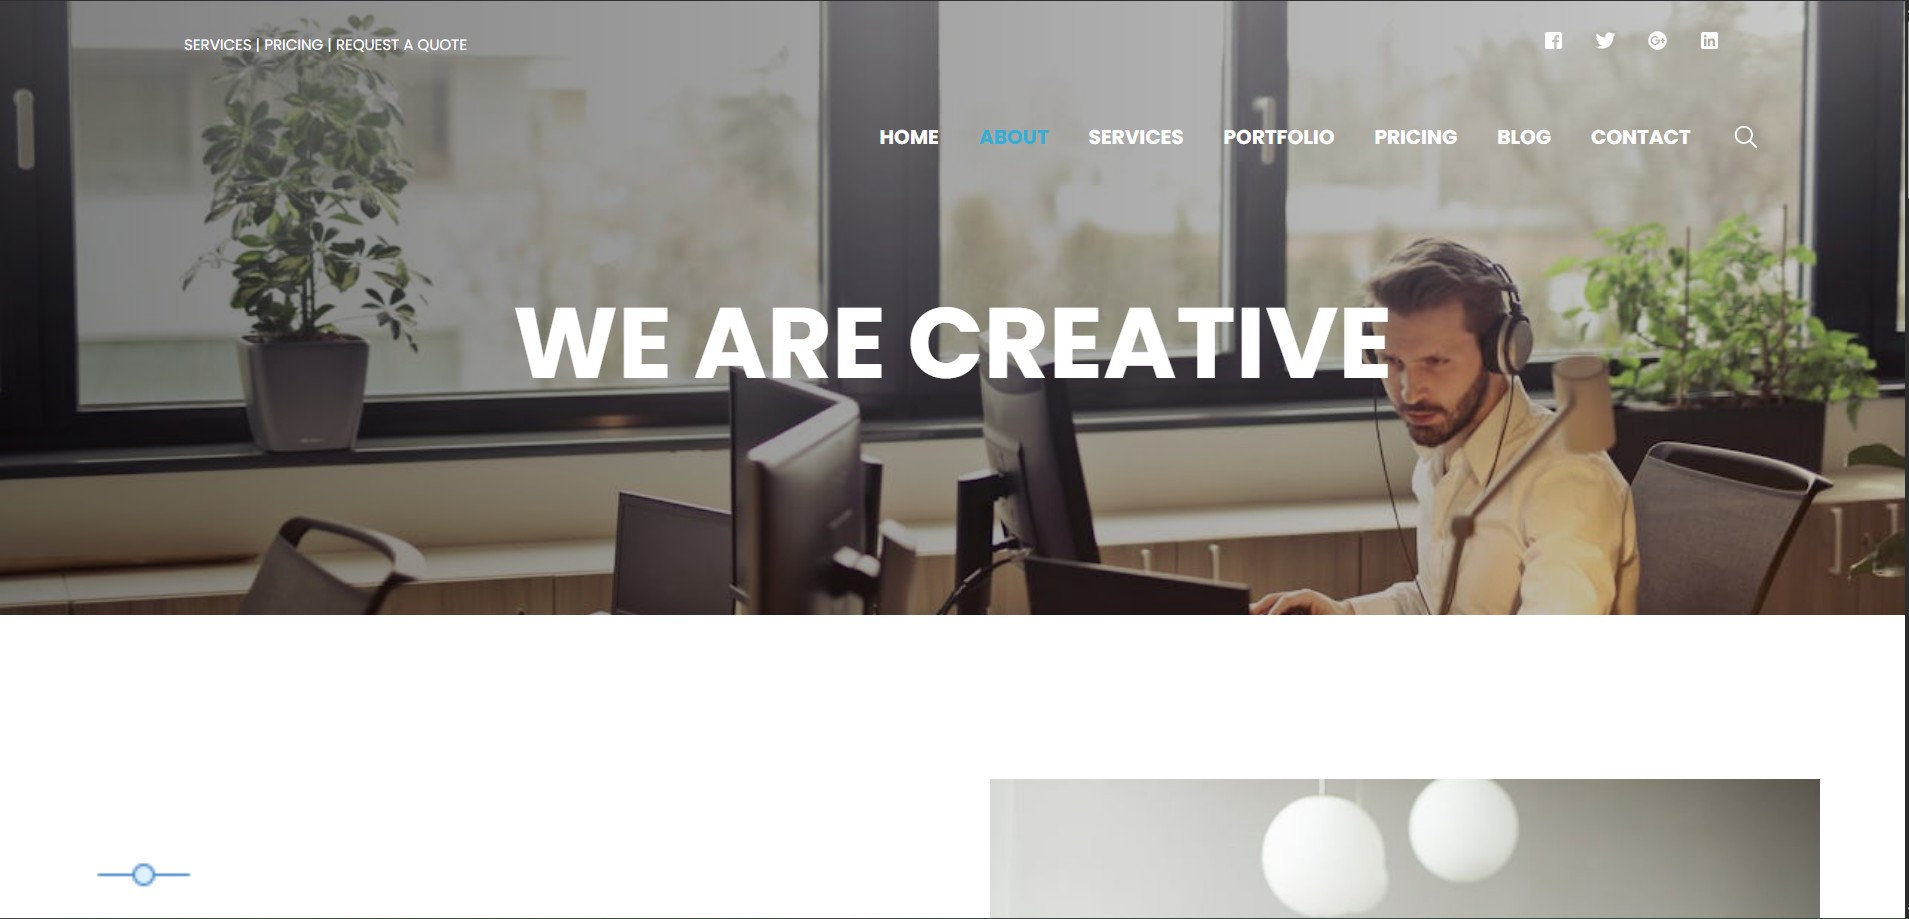 SERVICES | PRICING | REQUEST A QUOTE
HOME ABOUT SERVICES PORTFOLIO PRICING BLOG CONTACT
WE ARE CREATIVE